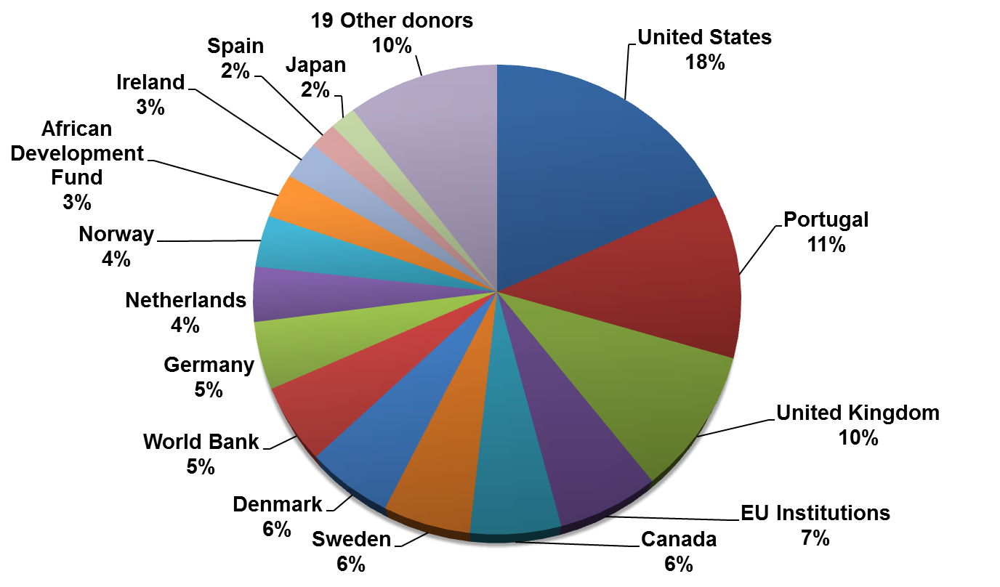 19 Other donors
10%
United States
18%
Portugal
11%
United Kingdom
10%
EU Institutions
7%
Canada
6%
Sweden
6%
Denmark
6%
World Bank
5%
Germany
5%
Netherlands
4%
Norway
4%
African
Development
Fund
3%
Ireland
3%
Spain
2%
Japan
2%